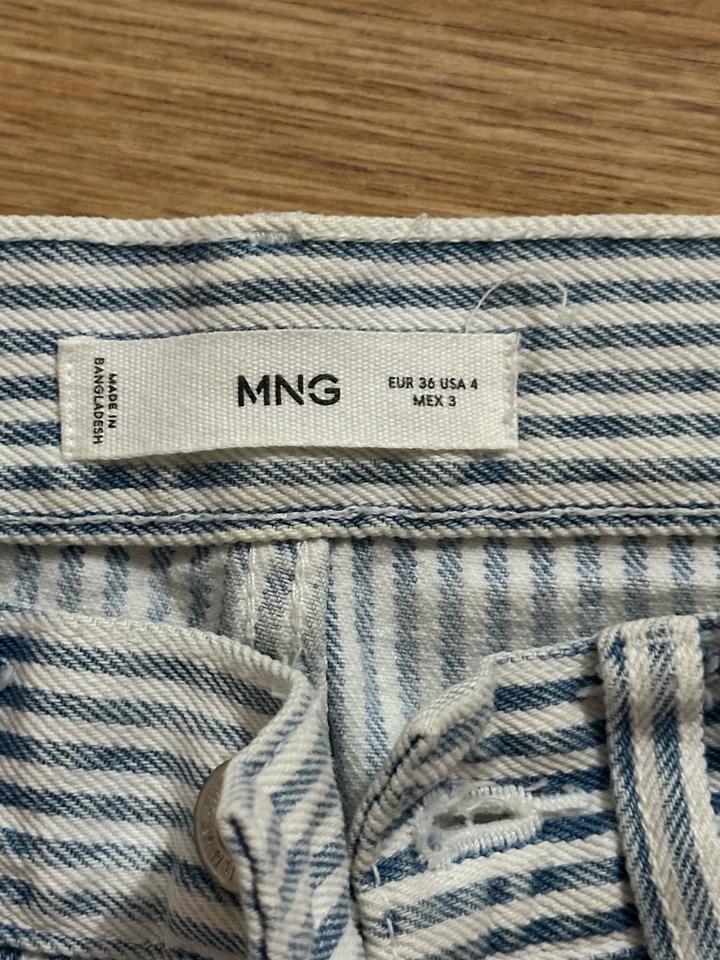 MADE IN
BANGLADESH
MNG
EUR 36 USA 4
MEX 3